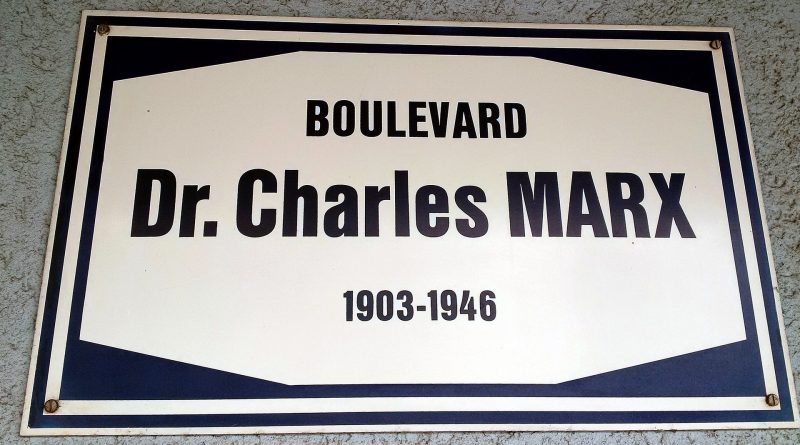 BOULEVARD
Dr. Charles MARX
1903-1946